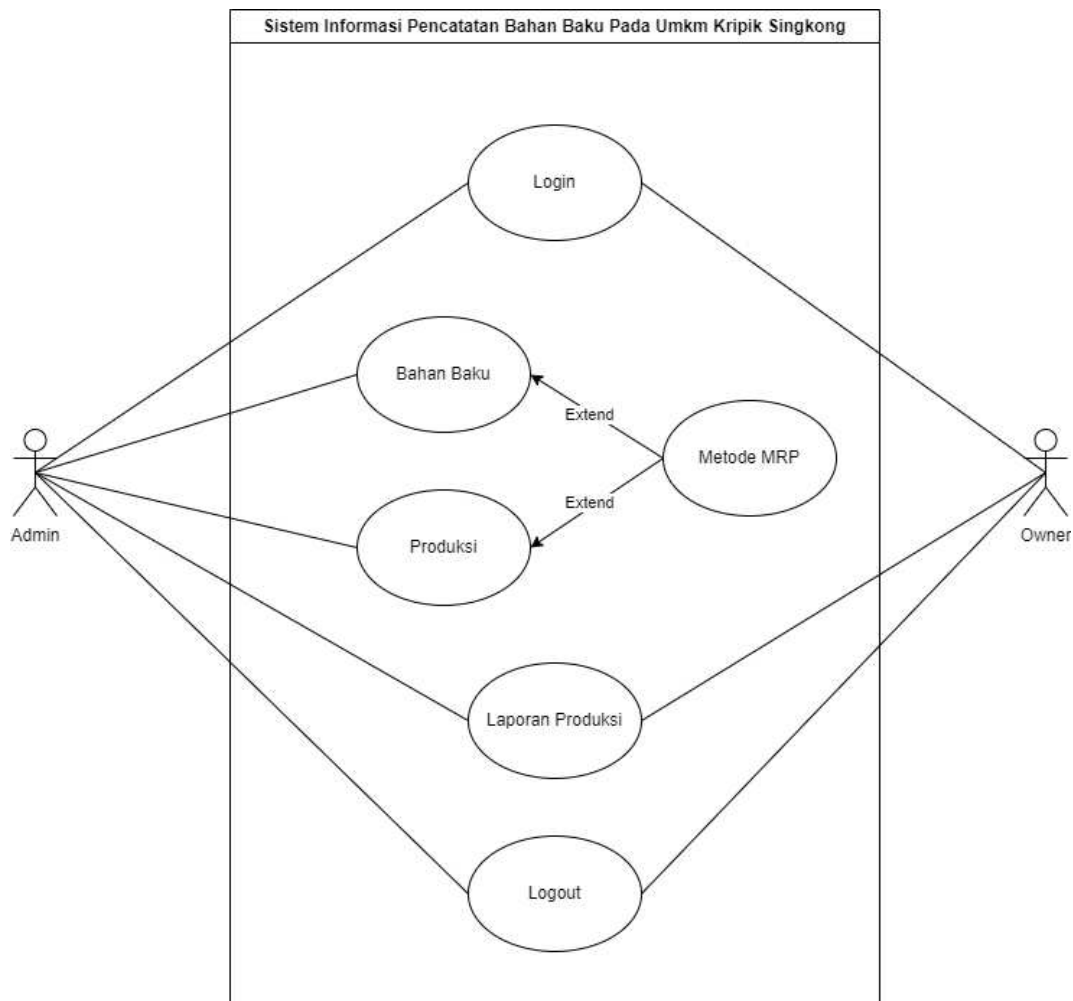 Sistem Informasi Pencatatan Bahan Baku Pada Umkm Kripik Singkong
Login
Bahan Baku
Extend
Metode MRP
Extend
Produksi
Admin
Owner
Laporan Produksi
Logout